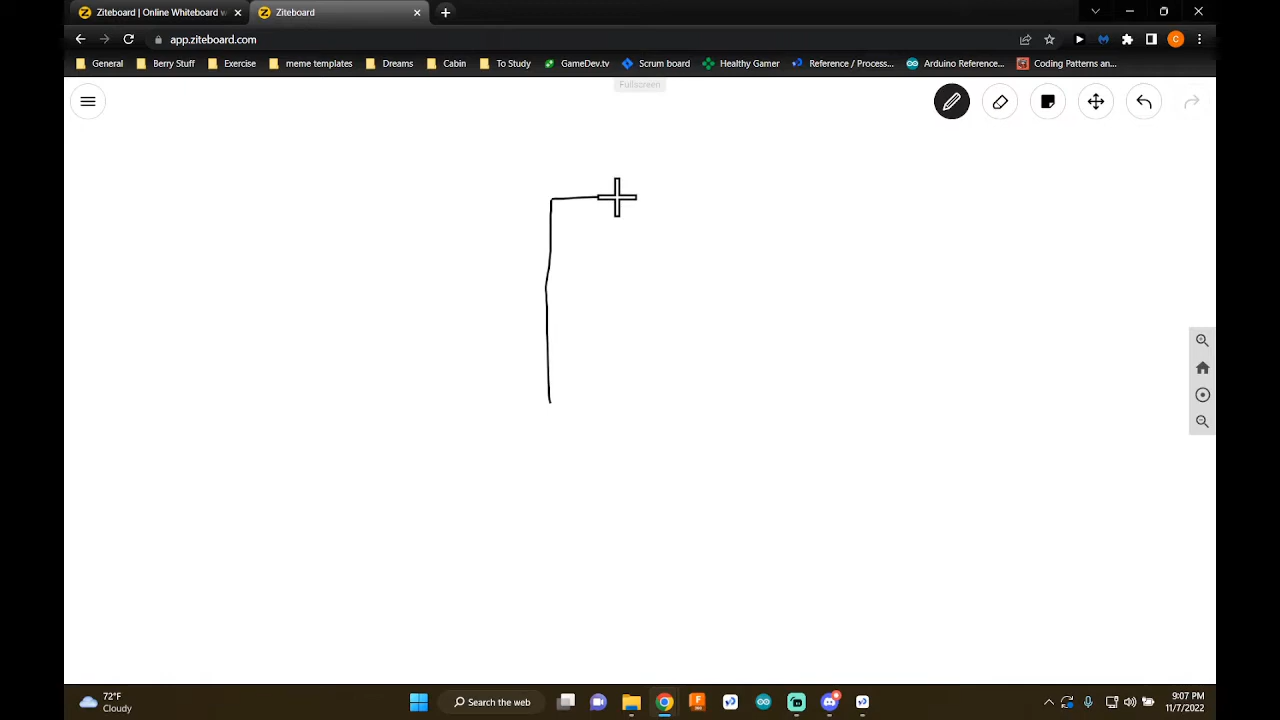 Ziteboard | Online Whiteboard w
Ziteboard
app.ziteboard.com
General
Berry Stuff
Exercise
meme templates
Dreams
Cabin
To Study
GameDev.tv
Scrum board
Healthy Gamer
Reference / Process...
Arduino Reference...
Coding Patterns an...
Fullscreen
72°F
Cloudy
Search the web
9:07 PM
11/7/2022